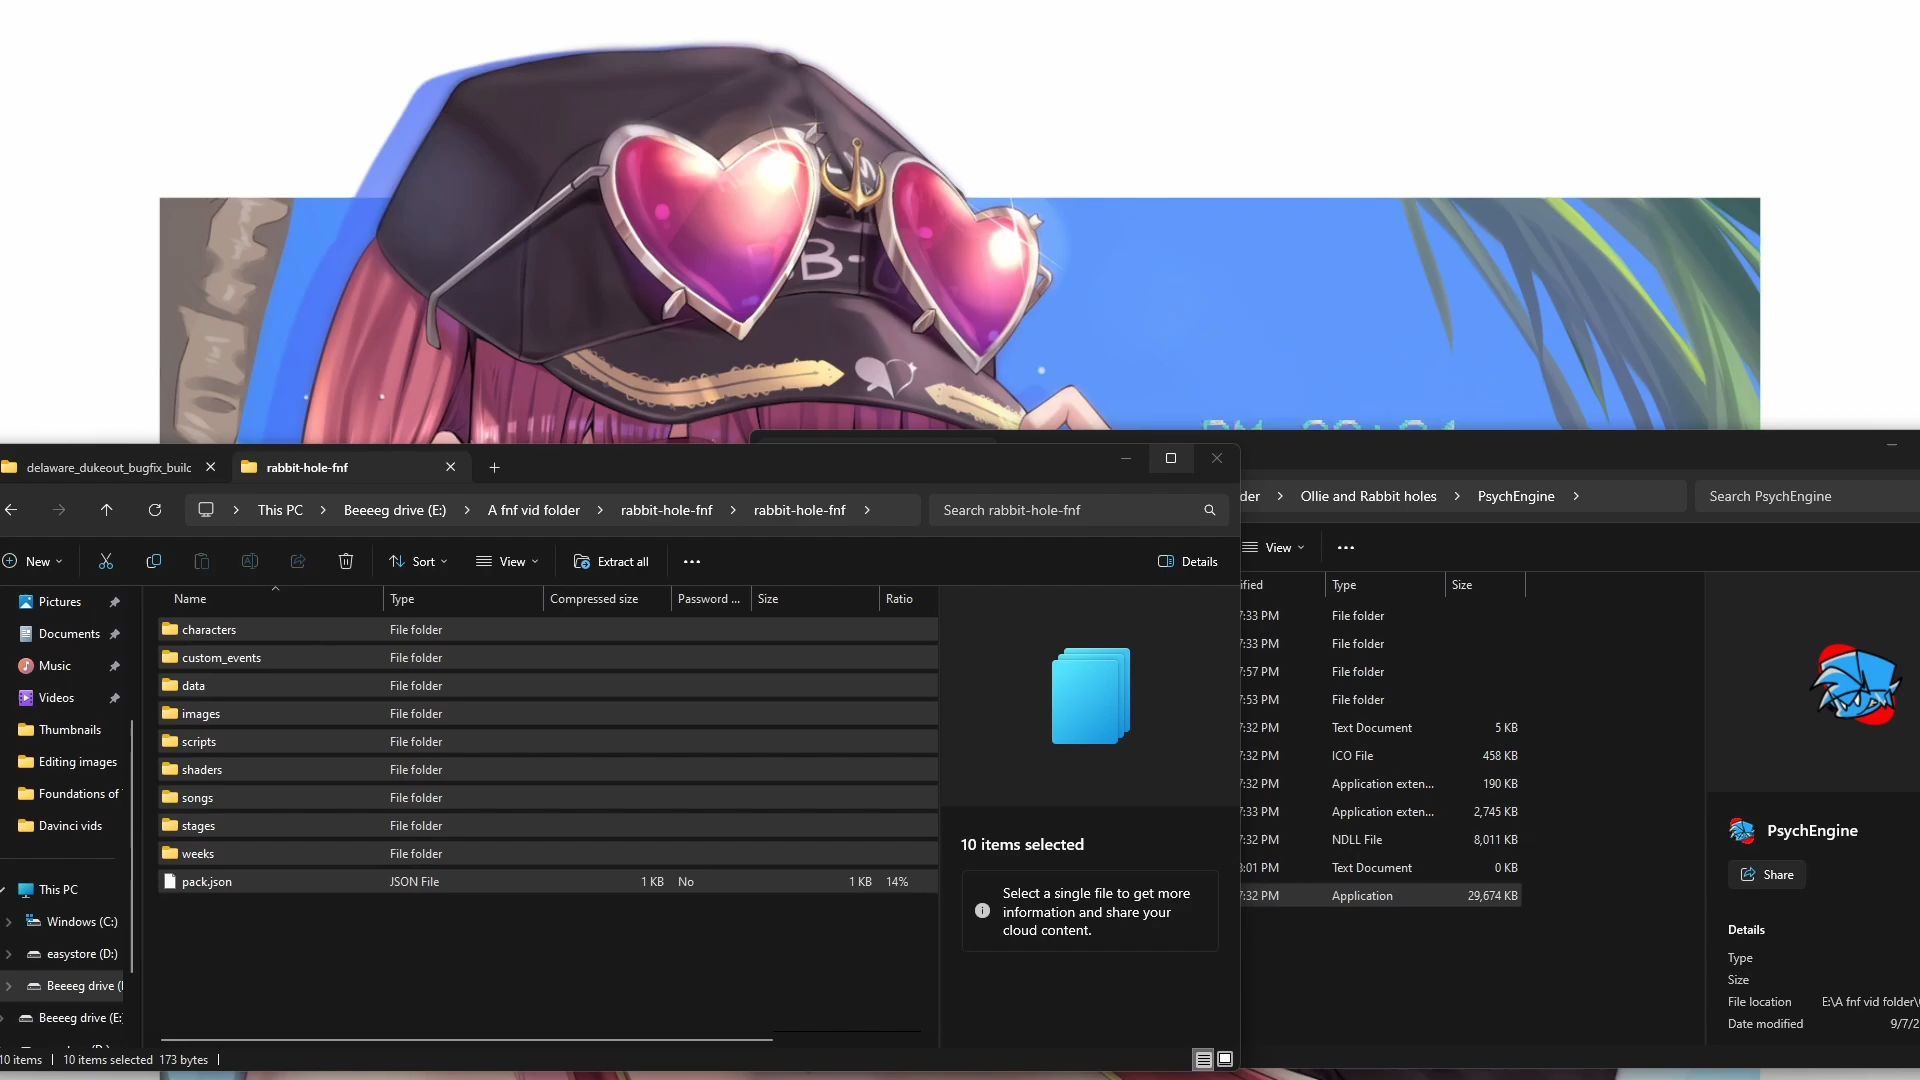 B-
delaware_dukeout_bugfix_builc
rabbit-hole-fnf
This PC
Beeeeg drive (E:)
A fnf vid folder
rabbit-hole-fnf
rabbit-hole-fnf
Search rabbit-hole-fnf
New
Sort
View
Extract all
Details
Pictures
Documents
Music
Videos
Thumbnails
Editing images
Foundations of
Davinci vids
This PC
Windows (C:)
easystore (D:)
Beeeeg drive (
Beeeeg drive (E:
Name
Type
Compressed size
Password ...
Size
Ratio
characters
File folder
custom_events
File folder
data
File folder
images
File folder
scripts
File folder
shaders
File folder
songs
File folder
stages
File folder
weeks
File folder
pack.json
JSON File
1 KB
No
1 KB
14%
10 items selected
Select a single file to get more
information and share your
cloud content.
10 items
10 items selected 173 bytes
der
Ollie and Rabbit holes
PsychEngine
Search PsychEngine
View
ified
Type
Size
7:33 PM
File folder
7:33 PM
File folder
7:57 PM
File folder
7:53 PM
File folder
7:32 PM
Text Document
5 KB
7:32 PM
ICO File
458 KB
7:32 PM
Application exten...
190 KB
7:33 PM
Application exten...
2,745 KB
7:32 PM
NDLL File
8,011 KB
:01 PM
Text Document
0 KB
7:32 PM
Application
29,674 KB
PsychEngine
Share
Details
Type
Size
File location
E:\A fnf vid folder\
Date modified
9/7/2